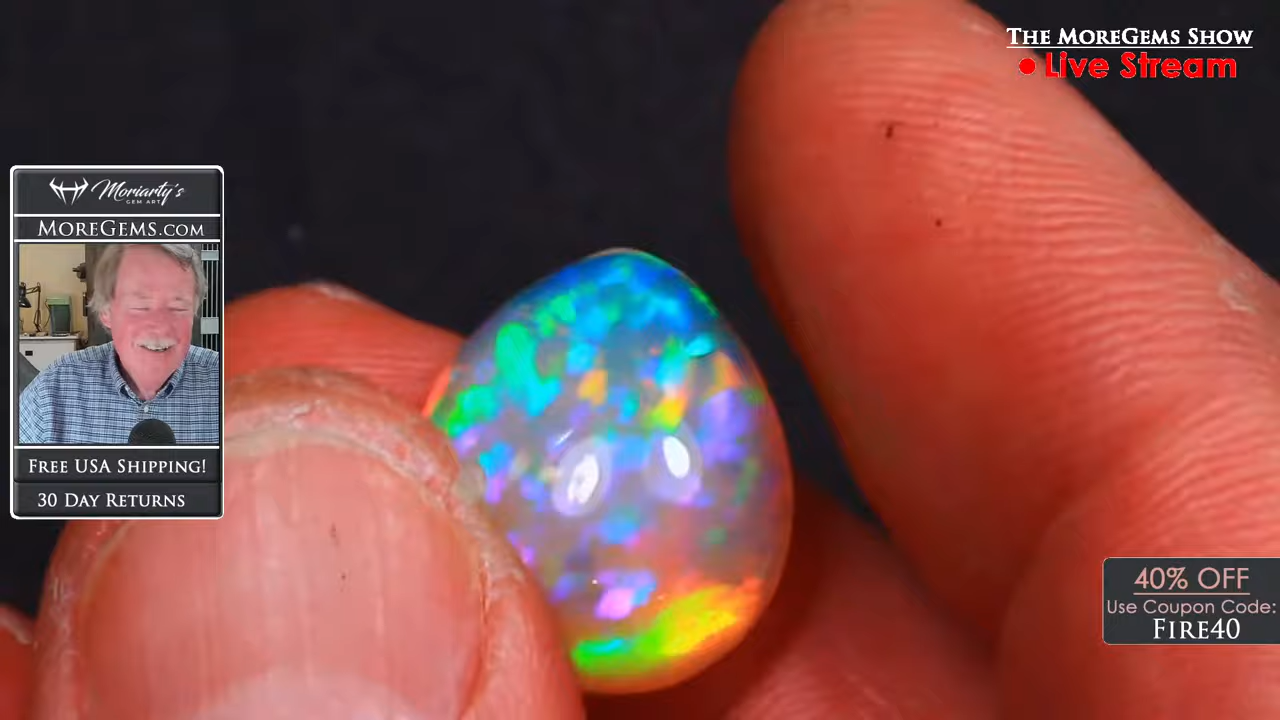 The MoreGems Show
Live Stream
Moriarty's
GEM ART
MoreGems.com
Free USA Shipping!
30 Day Returns
40% OFF
Use Coupon Code:
Fire40